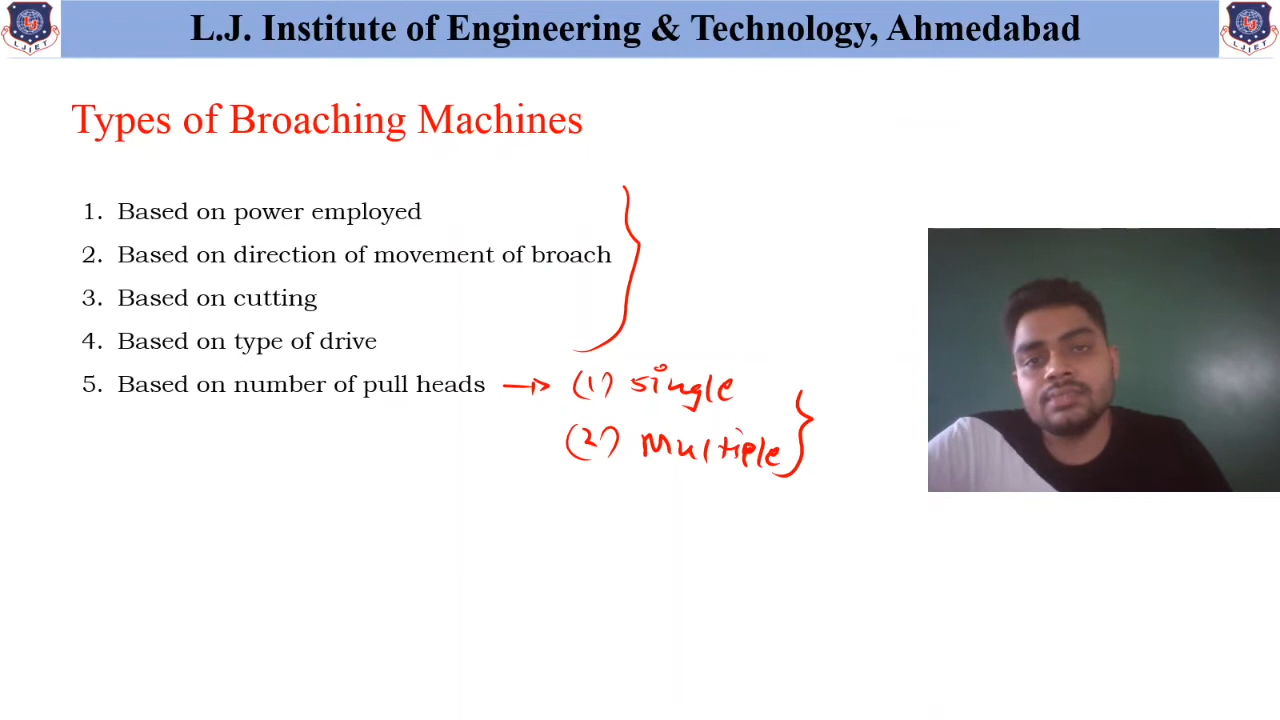 L.J. Institute of Engineering & Technology, Ahmedabad
LJIET
LJIET
Types of Broaching Machines
1. Based on power employed
2. Based on direction of movement of broach
3. Based on cutting
4. Based on type of drive
5. Based on number of pull heads → (1) single
(2) Multiple